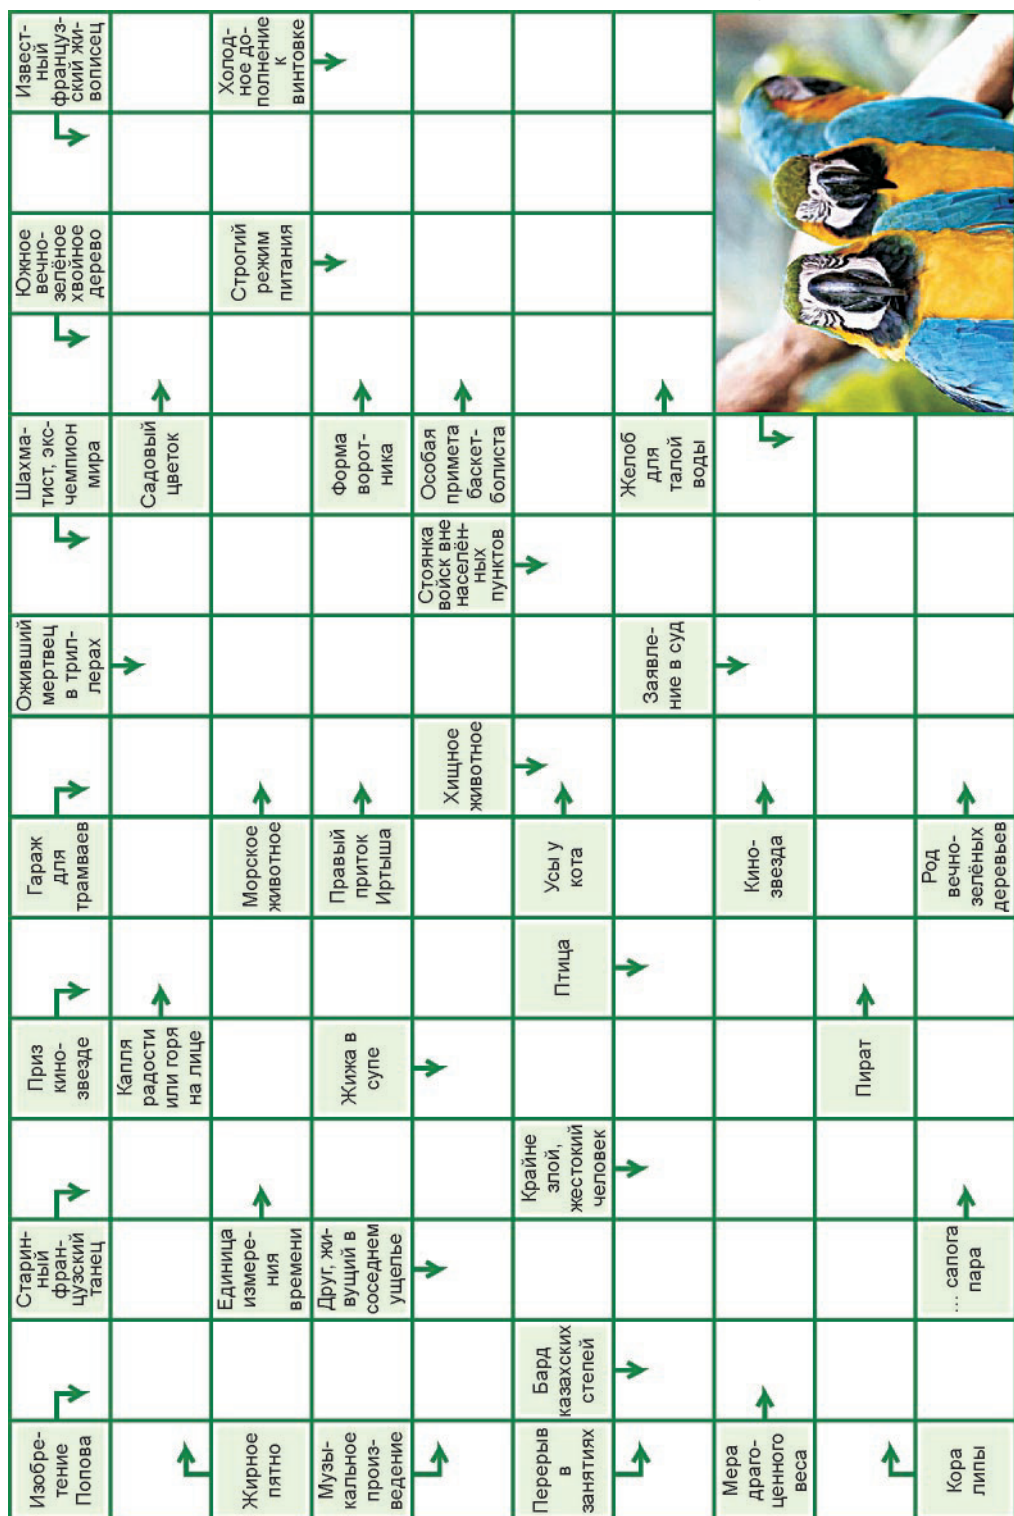 Изобре-
тение
Попова
Старин-
ный
фран-
цузский
танец
Приз
кино-
звезде
Гараж
для
трамваев
Оживший
мертвец
в трил-
лерах
Шахма-
тист, экс-
чемпион
мира
Южное
вечно-
зелёное
хвойное
дерево
Извест-
ный
француз-
ский жи-
вописец
Капля
радости
или горя
на лице
Садовый
цветок
Жирное
пятно
Единица
измере-
ния
времени
Морское
животное
Строгий
режим
питания
Холод-
ное до-
полнение
к
винтовке
Музы-
кальное
произ-
ведение
Друг, жи-
вущий в
соседнем
ущелье
Жижа в
супе
Правый
приток
Иртыша
Форма
ворот-
ника
Хищное
животное
Стоянка
войск вне
населён-
ных
пунктов
Особая
примета
баскет-
болиста
Перерыв
в
занятиях
Бард
казахских
степей
Крайне
злой,
жестокий
человек
Птица
Усы у
кота
Заявле-
ние в суд
Желоб
для
талой
воды
Мера
драго-
ценного
веса
Кино-
звезда
Пират
Кора
липы
… сапога
пара
Род
вечно-
зелёных
деревьев